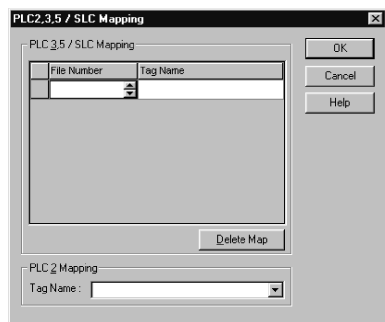 PLC2,3,5 / SLC Mapping
PLC 3,5 / SLC Mapping
File Number Tag Name
Delete Map
PLC 2 Mapping
Tag Name :
OK
Cancel
Help